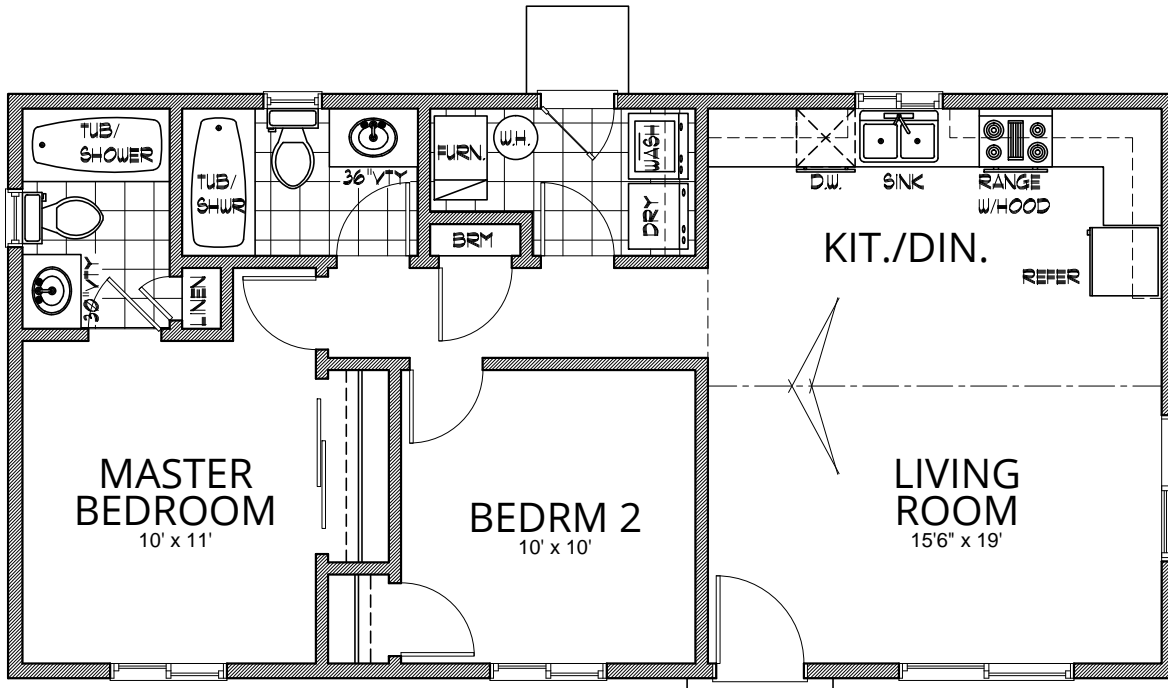 TUB/
SHOWER
30"VTY
LINEN
TUB/
SHWR
36"VTY
FURN.
W.H.
WASH
DRY
BRM
D.W.
SINK
RANGE
W/HOOD
KIT./DIN.
REFER
MASTER
BEDROOM
10' x 11'
BEDRM 2
10' x 10'
LIVING
ROOM
15'6" x 19'